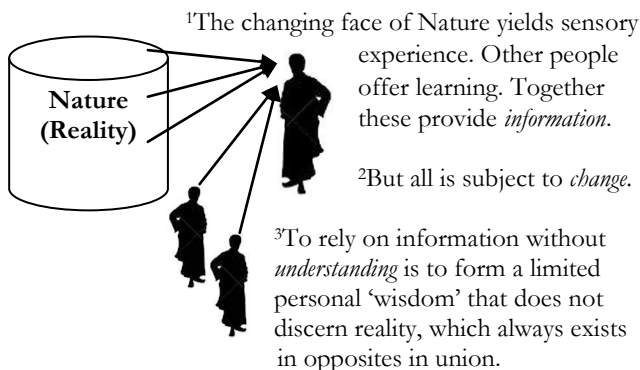 ¹The changing face of Nature yields sensory
experience. Other people
offer learning. Together
these provide information.
Nature
(Reality)
²But all is subject to change.
³To rely on information without
understanding is to form a limited
personal ‘wisdom’ that does not
discern reality, which always exists
in opposites in union.